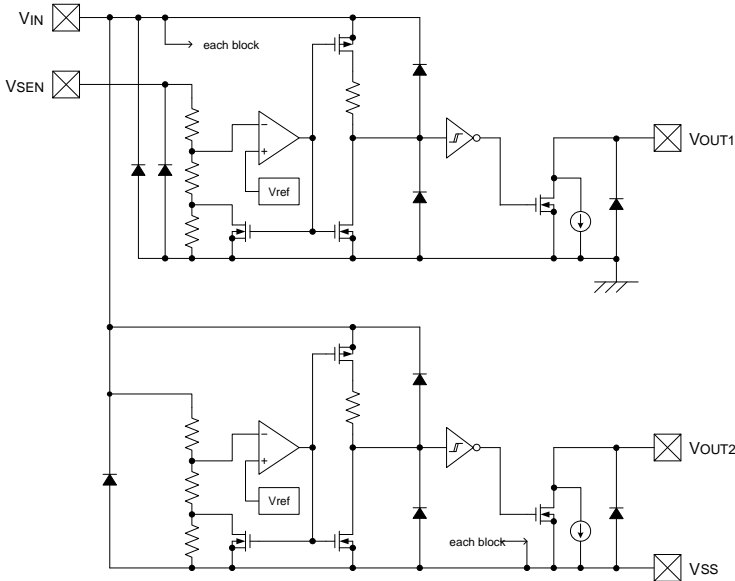 VIN
each block
VSEN
−
+
Vref
VOUT1
−
+
Vref
VOUT2
each block
VSS